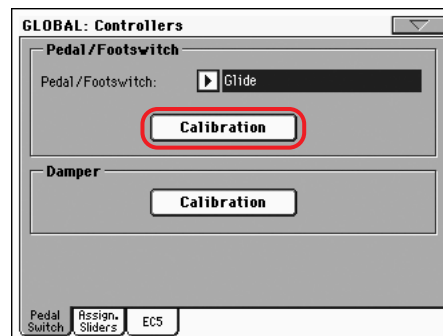 GLOBAL: Controllers
Pedal/Footswitch
Pedal/Footswitch: Glide
Calibration
Damper
Calibration
Pedal Switch
Assign. Sliders
EC5